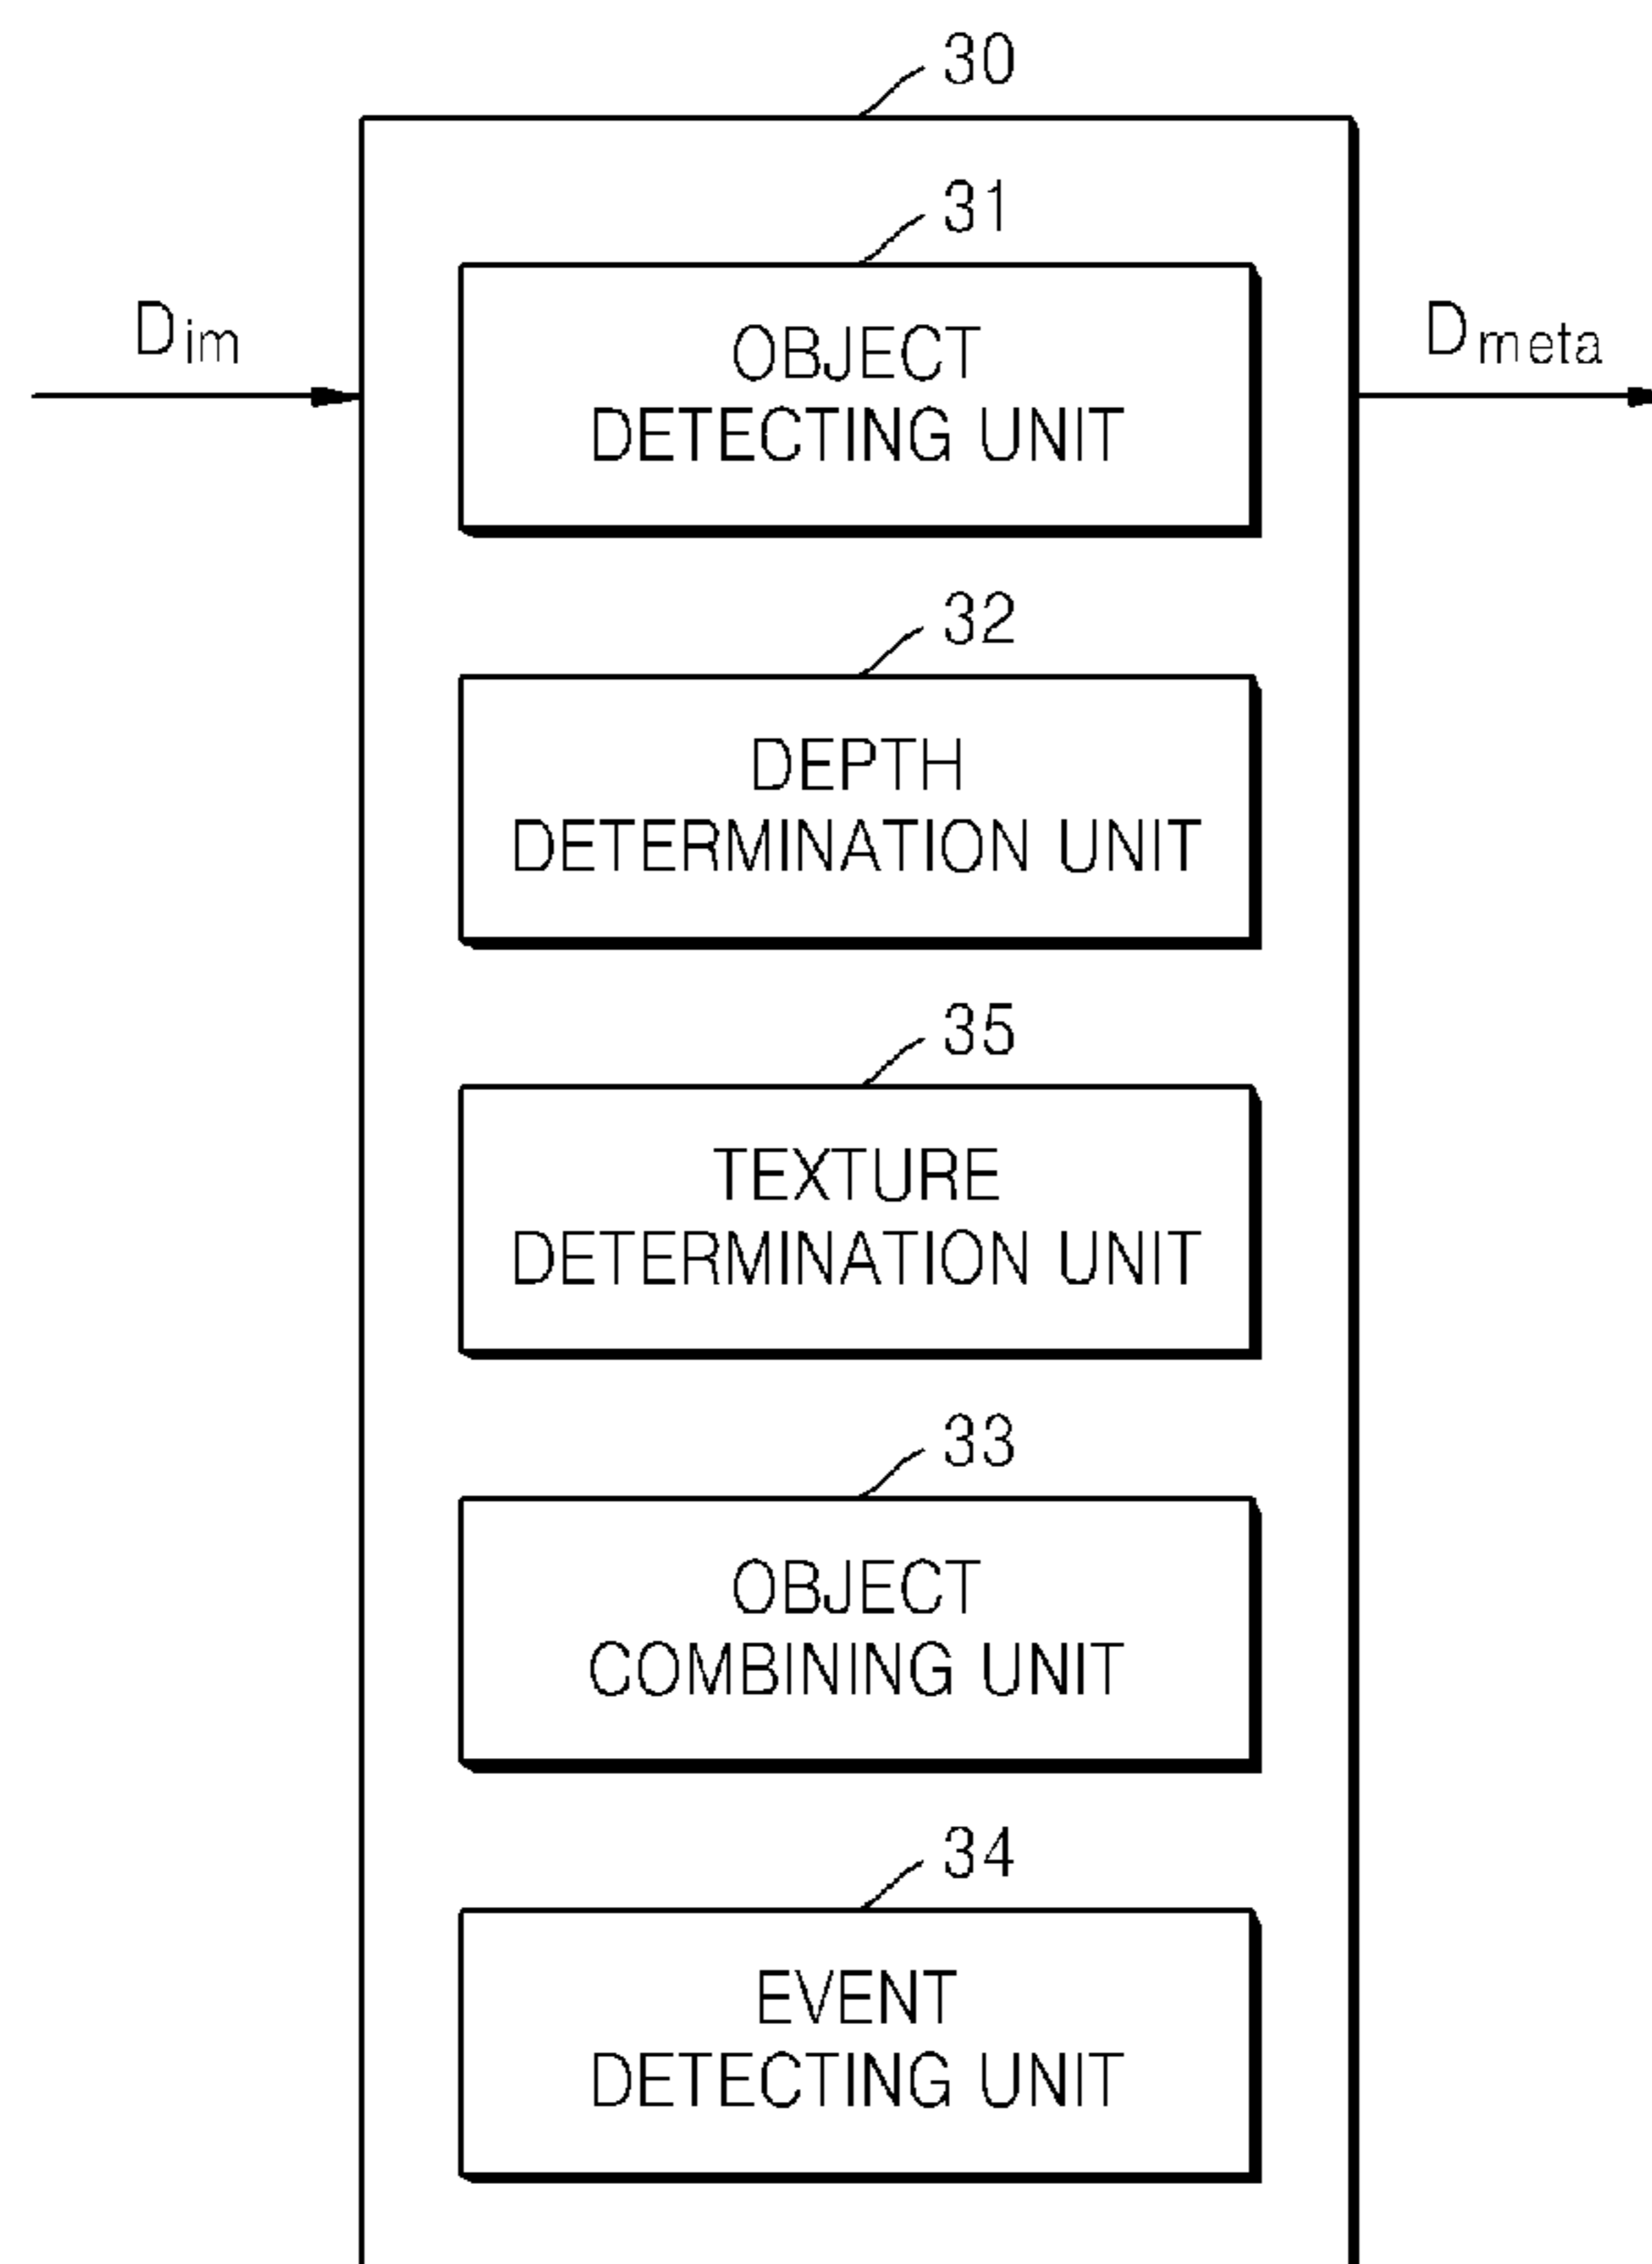 30
31
Dim
OBJECT
DETECTING UNIT
Dmeta
32
DEPTH
DETERMINATION UNIT
35
TEXTURE
DETERMINATION UNIT
33
OBJECT
COMBINING UNIT
34
EVENT
DETECTING UNIT